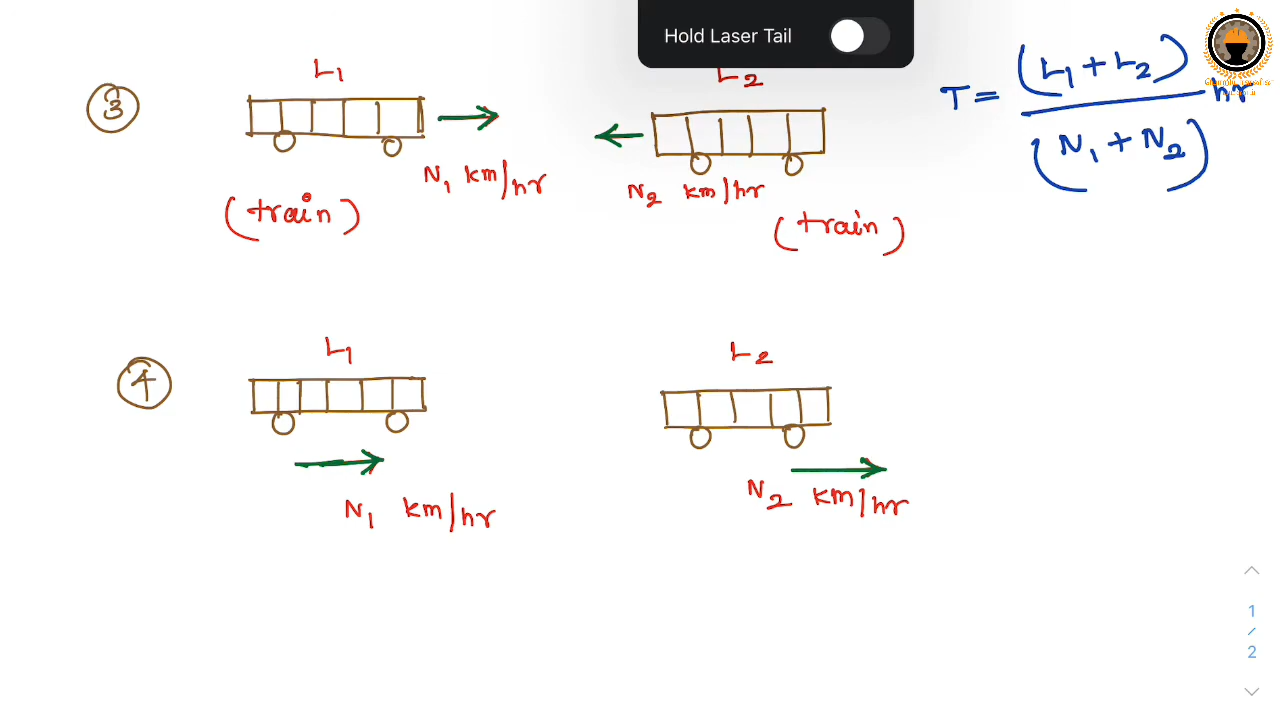 Hold Laser Tail
③
L₁
L₂
T = (L₁ + L₂) / (N₁ + N₂) hr
N₁ km/hr
N₂ km/hr
(train)
(train)
④
L₁
L₂
N₁ km/hr
N₂ km/hr
1
/
2